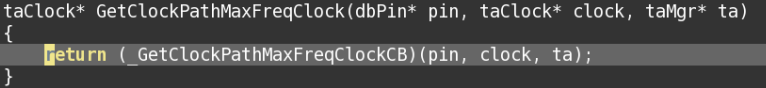 taClock* GetClockPathMaxFreqClock(dbPin* pin, taClock* clock, taMgr* ta)
{
    return (_GetClockPathMaxFreqClockCB)(pin, clock, ta);
}